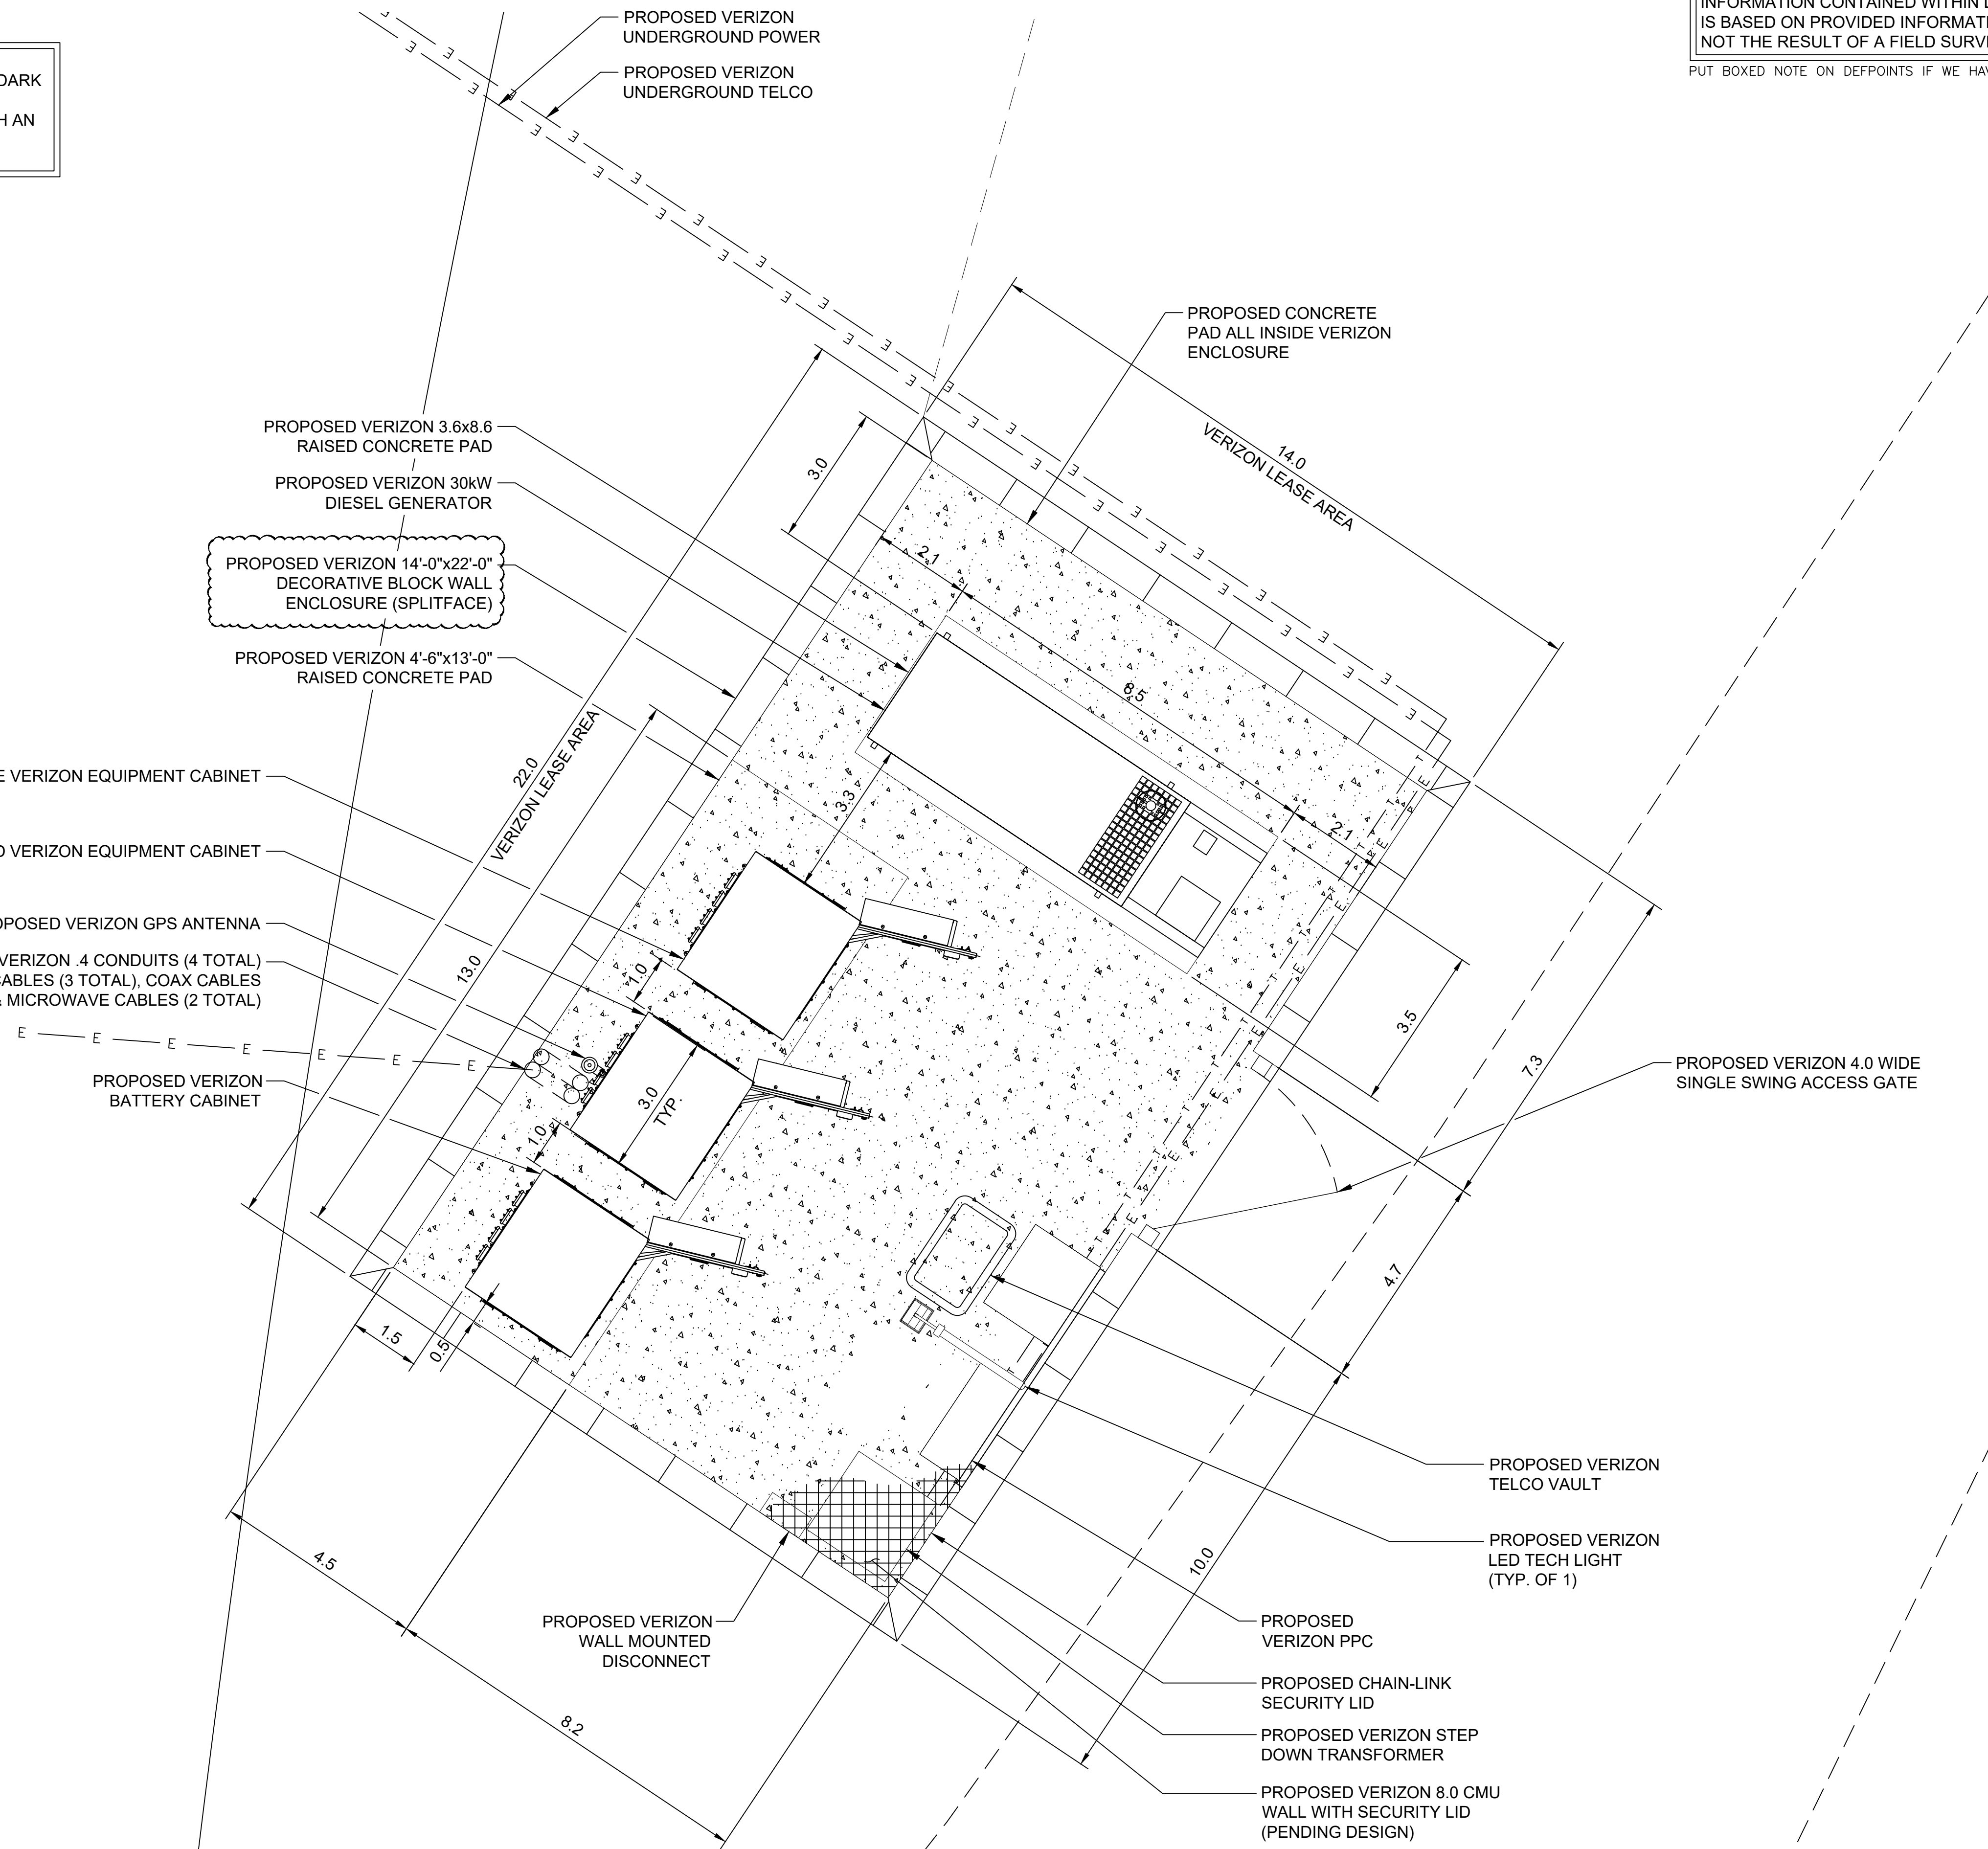 PROPOSED VERIZON
UNDERGROUND POWER
PROPOSED VERIZON
UNDERGROUND TELCO
INFORMATION CONTAINED WITHIN
IS BASED ON PROVIDED
NOT THE RESULT OF A FIELD
PUT BOXED NOTE ON DEFPOINTS IF WE
AN
PROPOSED CONCRETE
PAD ALL INSIDE VERIZON
ENCLOSURE
14.0
VERIZON LEASE AREA
PROPOSED VERIZON 3.6x8.6
RAISED CONCRETE PAD
PROPOSED VERIZON 30kW
DIESEL GENERATOR
PROPOSED VERIZON 14'-0"x22'-0"
DECORATIVE BLOCK WALL
ENCLOSURE (SPLITFACE)
PROPOSED VERIZON 4'-6"x13'-0"
RAISED CONCRETE PAD
3.0
2.1
8.5
2.1
3.3
22.0
VERIZON LEASE AREA
13.0
VERIZON EQUIPMENT CABINET
VERIZON EQUIPMENT CABINET
VERIZON GPS ANTENNA
VERIZON .4 CONDUITS (4 TOTAL)
CABLES (3 TOTAL), COAX CABLES
MICROWAVE CABLES (2 TOTAL)
E E E E E E E
PROPOSED VERIZON
BATTERY CABINET
1.0
3.0
TYP.
1.0
1.5
0.5
3.5
7.3
4.7
10.0
4.5
8.2
PROPOSED VERIZON 4.0 WIDE
SINGLE SWING ACCESS GATE
PROPOSED VERIZON
TELCO VAULT
PROPOSED VERIZON
LED TECH LIGHT
(TYP. OF 1)
PROPOSED VERIZON
WALL MOUNTED
DISCONNECT
PROPOSED
VERIZON PPC
PROPOSED CHAIN-LINK
SECURITY LID
PROPOSED VERIZON STEP
DOWN TRANSFORMER
PROPOSED VERIZON 8.0 CMU
WALL WITH SECURITY LID
(PENDING DESIGN)